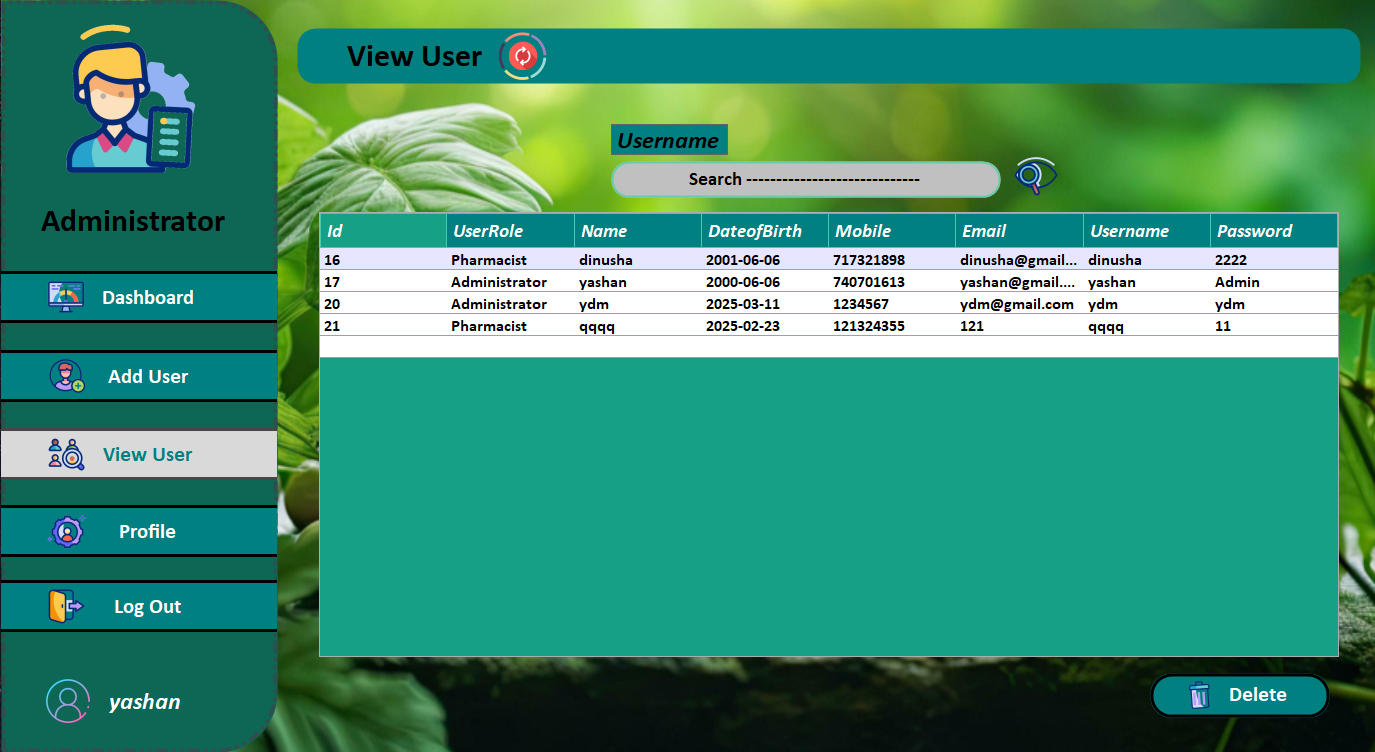 View User
Username
Search -----------------------------
Administrator
Dashboard
Add User
View User
Profile
Log Out
yashan
Id UserRole Name DateofBirth Mobile Email Username Password
16 Pharmacist dinusha 2001-06-06 717321898 dinusha@gmail... dinusha 2222
17 Administrator yashan 2000-06-06 740701613 yashan@gmail.... yashan Admin
20 Administrator ydm 2025-03-11 1234567 ydm@gmail.com ydm ydm
21 Pharmacist qqqq 2025-02-23 121324355 121 qqqq 11
Delete